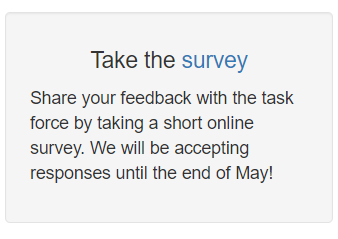 Take the survey
Share your feedback with the task
force by taking a short online
survey. We will be accepting
responses until the end of May!